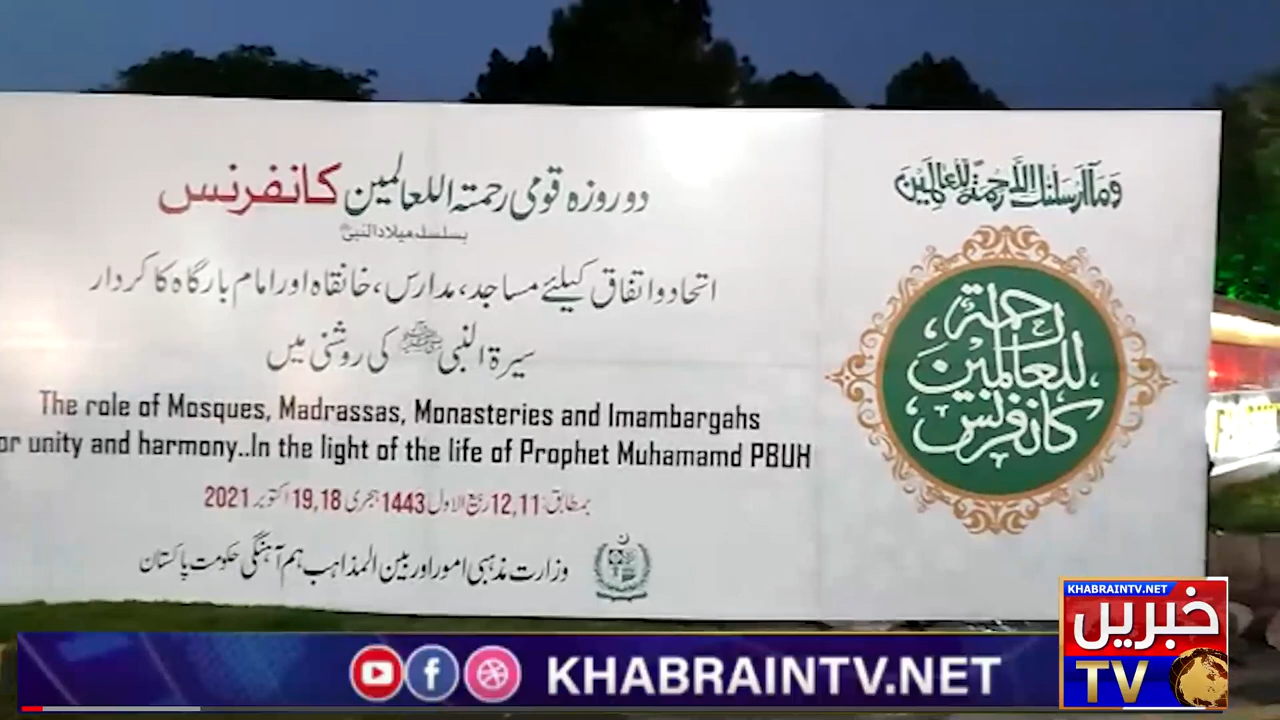 دو روزہ قومی رحمتہ اللعالمین کانفرنس
بسلسلہ میلاد النبیﷺ
اتحاد و اتفاق کیلئے مساجد، مدارس، خانقاہ اور امام بارگاہ کا کردار
سیرۃ النبی ﷺ کی روشنی میں
The role of Mosques, Madrassas, Monasteries and Imambargahs
or unity and harmony..In the light of the life of Prophet Muhamamd PBUH
بمطابق: 12,11 ربیع الاول 1443 ہجری 19,18 اکتوبر 2021
وزارت مذہبی امور اور بین المذاہب ہم آہنگی حکومت پاکستان
وَمَآ اَرْسَلْنٰكَ اِلَّا رَحْمَةً لِّلْعَالَمِيْنَ
رحمة
للعالمین
کانفرنس
KHABRAINTV.NET
KHABRAINTV.NET
خبریں
TV